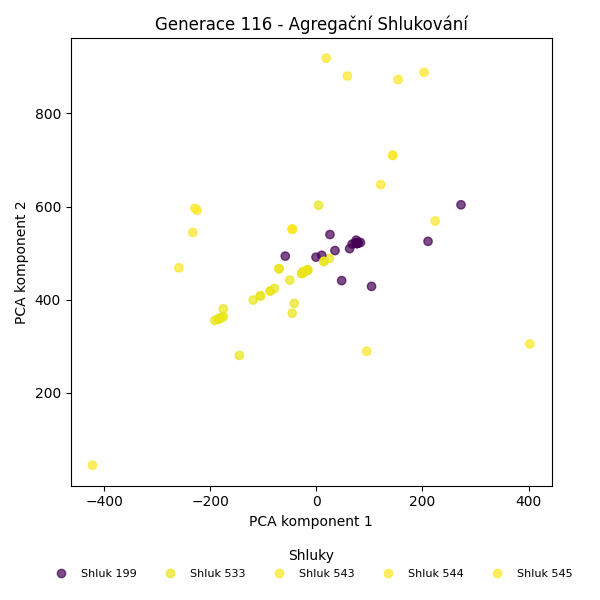 Generace 116 - Agregační Shlukování
PCA komponent 2
800
600
400
200
−400
−200
0
200
400
PCA komponent 1
Shluky
Shluk 199
Shluk 533
Shluk 543
Shluk 544
Shluk 545